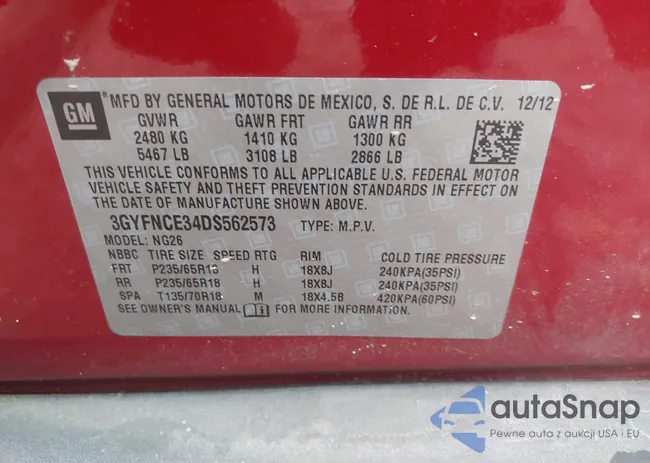 GM
*MFD BY GENERAL MOTORS DE MEXICO, S. DE R.L. DE C.V. 12/12
GVWR GAWR FRT GAWR RR
2480 KG 1410 KG 1300 KG
5467 LB 3108 LB 2866 LB
THIS VEHICLE CONFORMS TO ALL APPLICABLE U.S. FEDERAL MOTOR
VEHICLE SAFETY AND THEFT PREVENTION STANDARDS IN EFFECT ON
THE DATE OF MANUFACTURE SHOWN ABOVE.
3GYFNCE34DS562573 TYPE: M.P.V.
MODEL: NG26
NBBC TIRE SIZE SPEED RTG RIM COLD TIRE PRESSURE
FRT P235/65R18 H 18X8J 240KPA(35PSI)
RR P235/65R18 H 18X8J 240KPA(35PSI)
SPA T135/70R18 M 18X4.5B 420KPA(60PSI)
SEE OWNER'S MANUAL FOR MORE INFORMATION.
autaSnap
Pewne auta z aukcji USA i EU